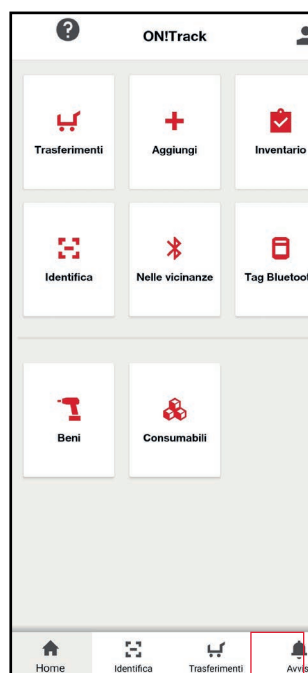 ON!Track
Trasferimenti
Aggiungi
Inventario
Identifica
Nelle vicinanze
Tag Bluetoot
Beni
Consumabili
Home
Identifica
Trasferimenti
Avvis